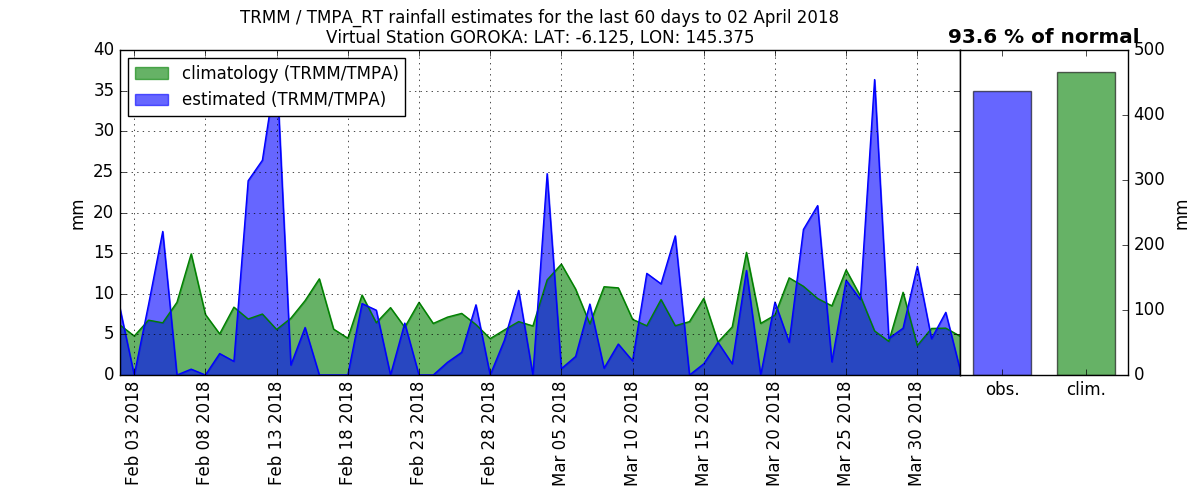 TRMM / TMPA_RT rainfall estimates for the last 60 days to 02 April 2018
Virtual Station GOROKA: LAT: -6.125, LON: 145.375
93.6 % of normal
climatology (TRMM/TMPA)
estimated (TRMM/TMPA)
40
35
30
25
20
15
10
5
0
mm
Feb 03 2018
Feb 08 2018
Feb 13 2018
Feb 18 2018
Feb 23 2018
Feb 28 2018
Mar 05 2018
Mar 10 2018
Mar 15 2018
Mar 20 2018
Mar 25 2018
Mar 30 2018
obs.
clim.
500
400
300
200
100
0
mm